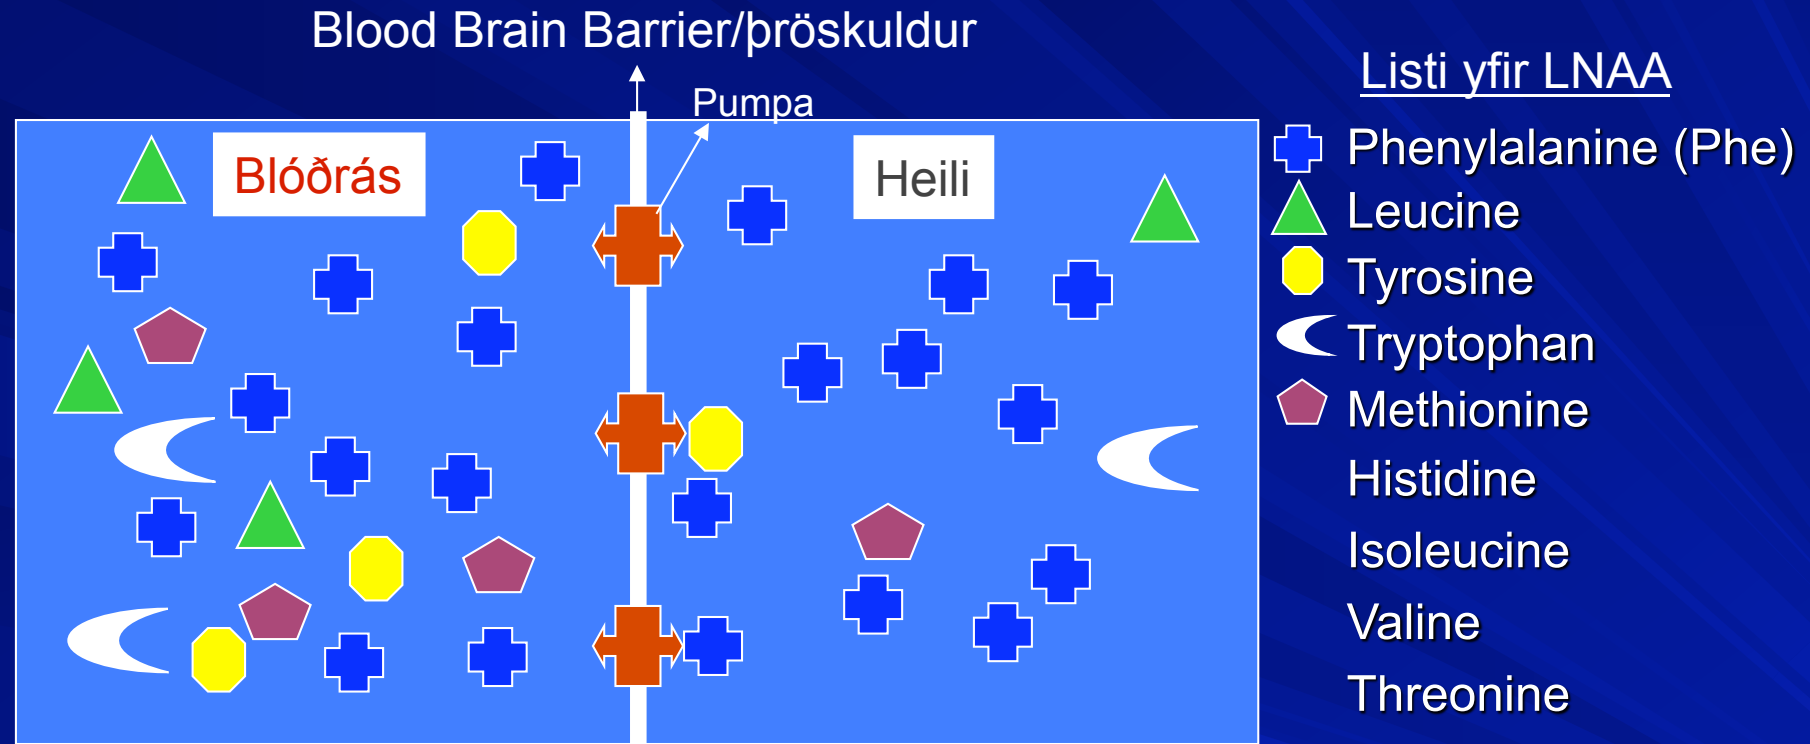 Blood Brain Barrier/þröskuldur
Pumpa
Blóðrás
Heili
Listi yfir LNAA
Phenylalanine (Phe)
Leucine
Tyrosine
Tryptophan
Methionine
Histidine
Isoleucine
Valine
Threonine